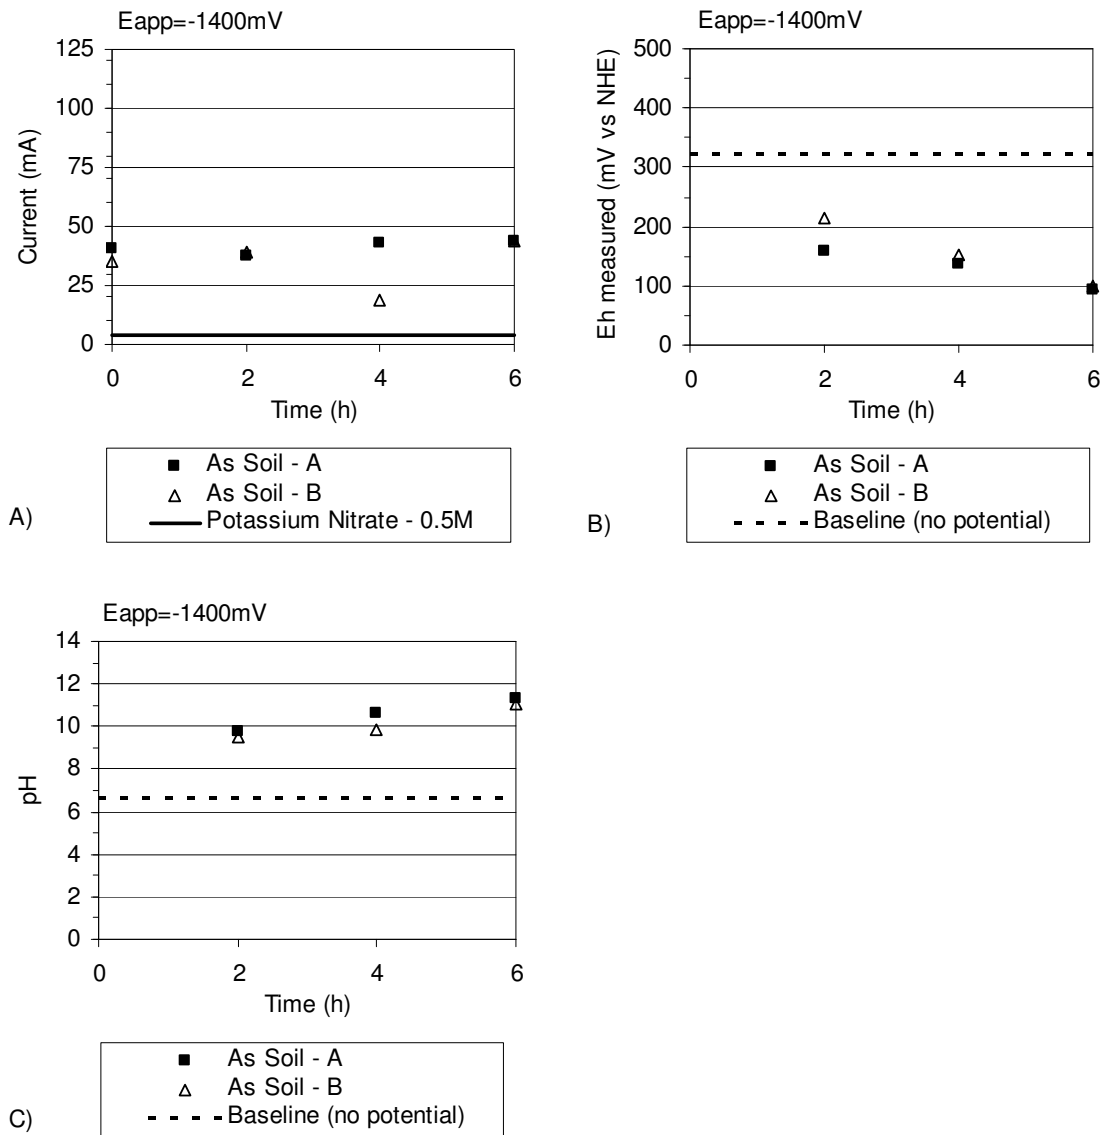 Eapp=-1400mV
125
100
75
50
25
0
Current (mA)
0 2 4 6
Time (h)
As Soil - A
As Soil - B
Potassium Nitrate - 0.5M
A)
Eapp=-1400mV
500
400
300
200
100
0
Eh measured (mV vs NHE)
0 2 4 6
Time (h)
As Soil - A
As Soil - B
Baseline (no potential)
B)
Eapp=-1400mV
14
12
10
8
6
4
2
0
pH
0 2 4 6
Time (h)
As Soil - A
As Soil - B
Baseline (no potential)
C)